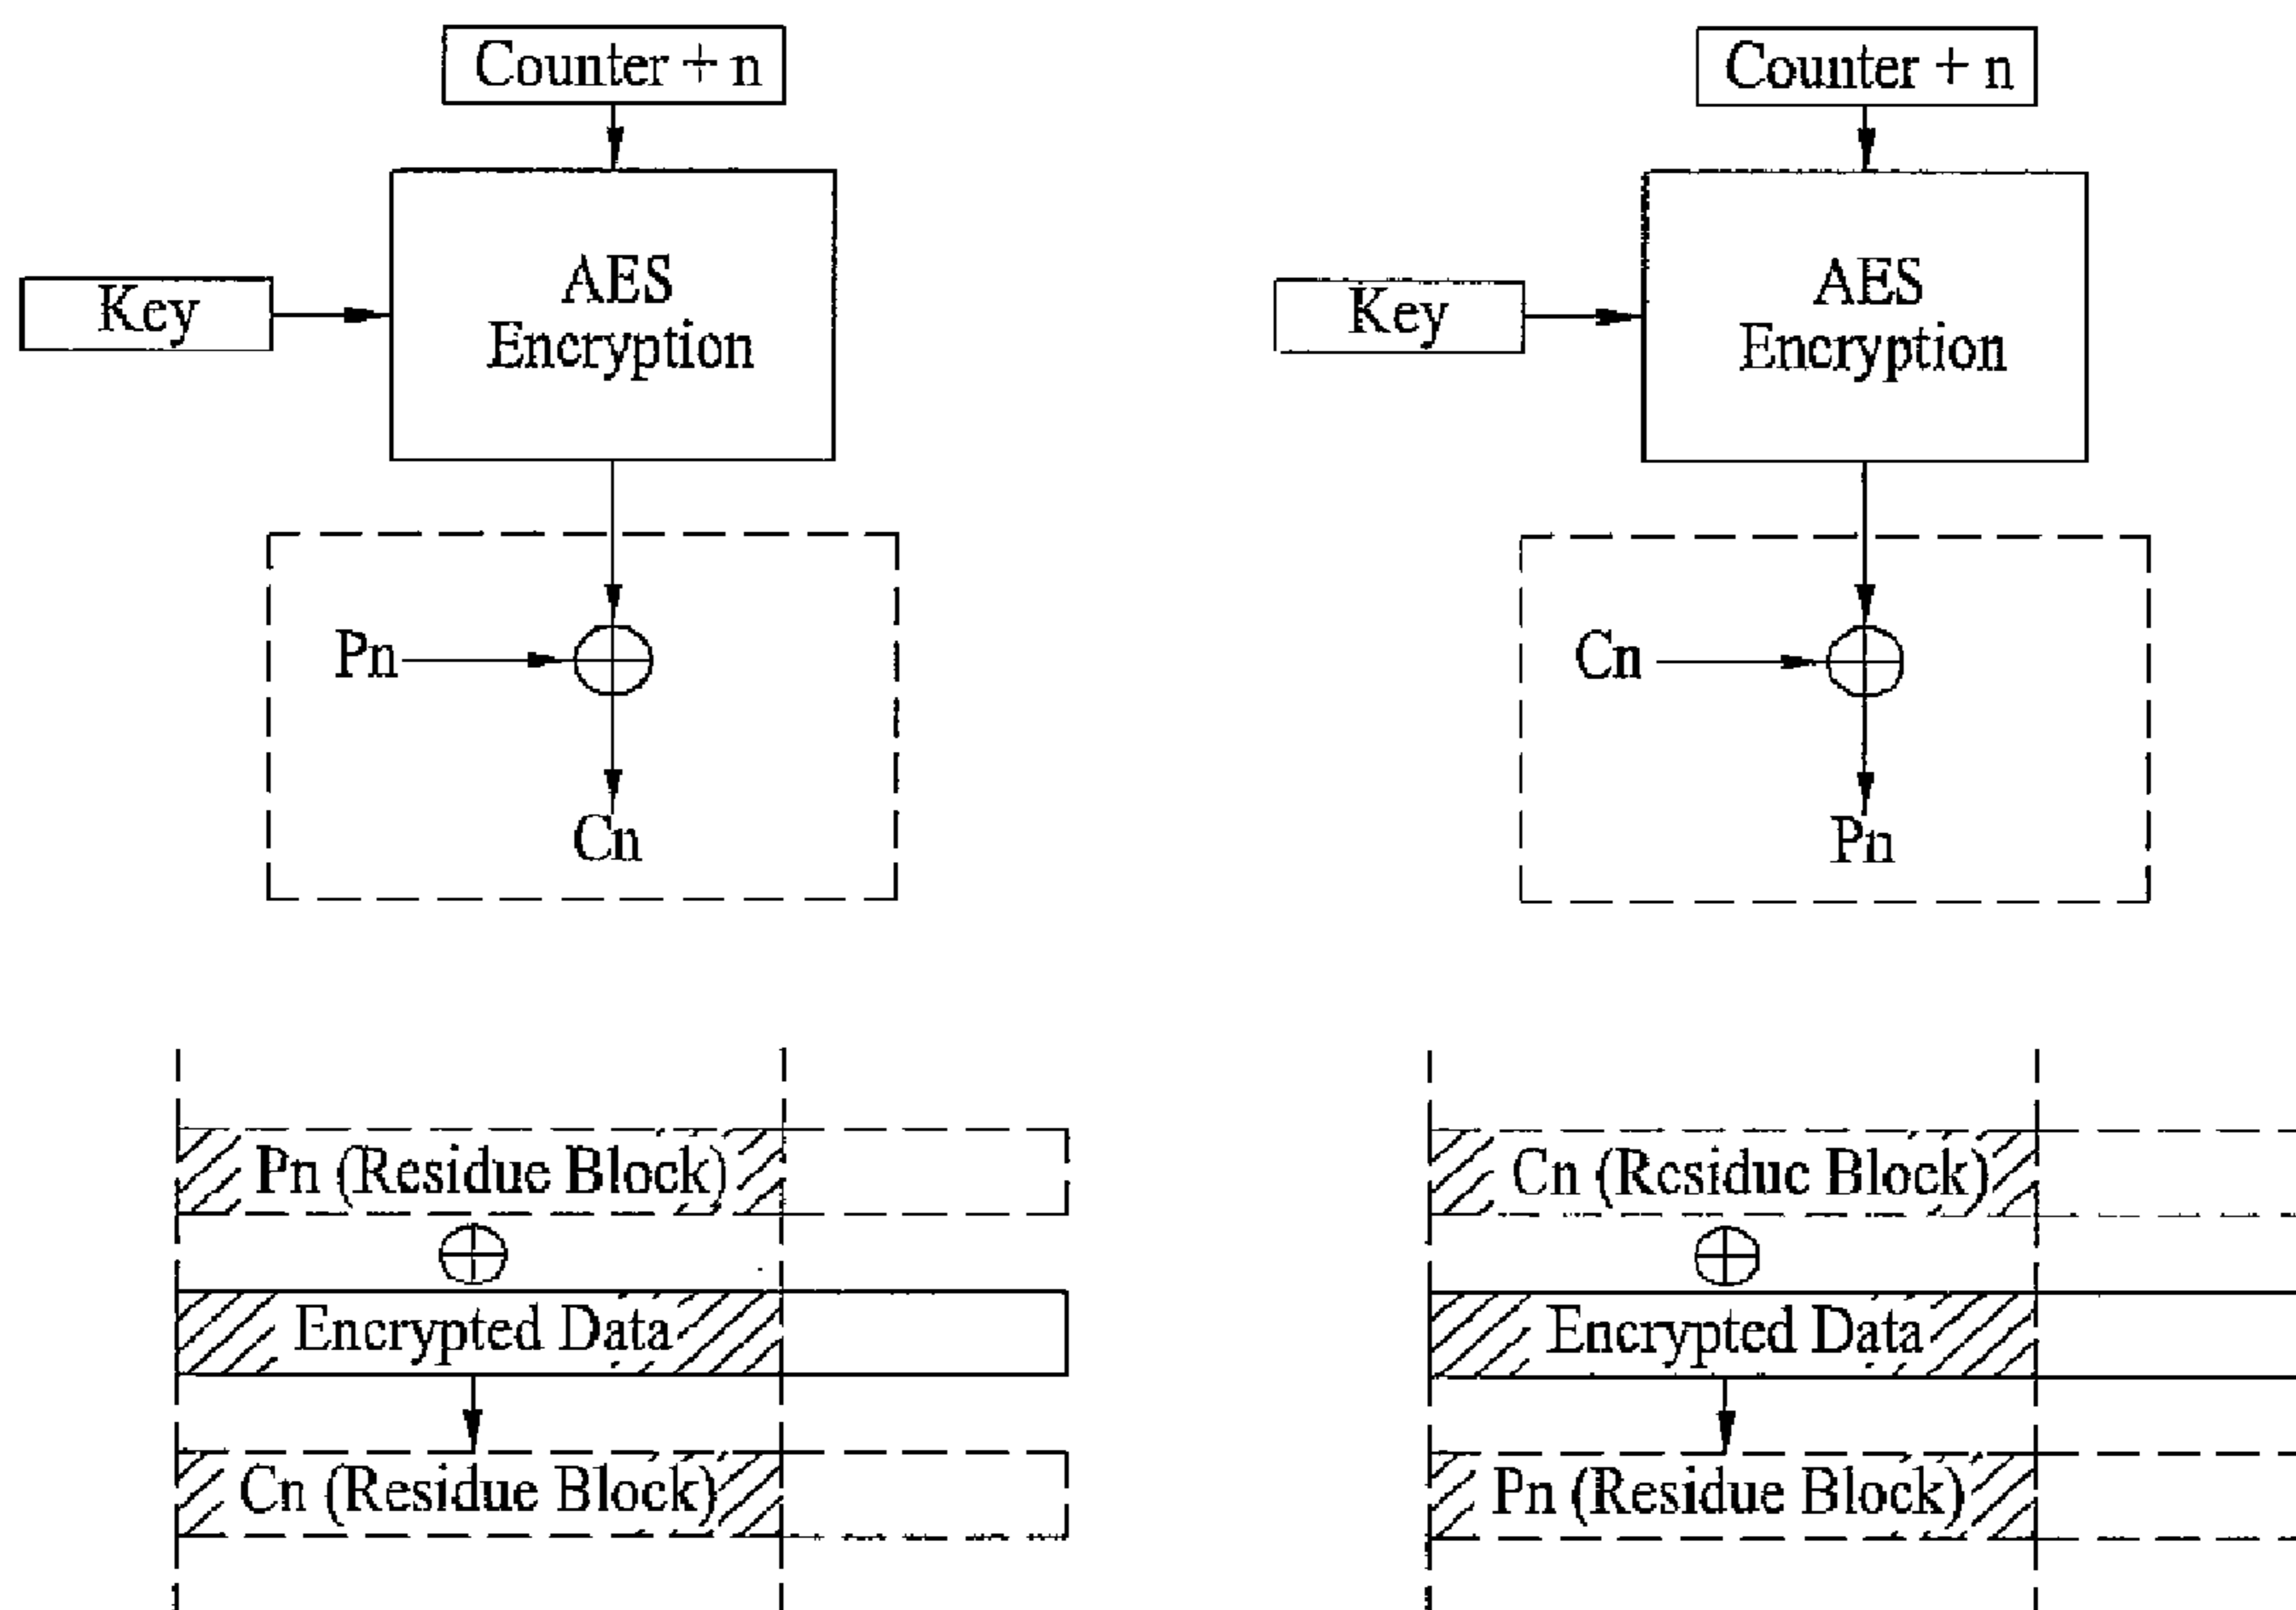 Counter + n
Key
AES
Encryption
Pn
Cn
Pn (Residue Block)
Encrypted Data
Cn (Residue Block)
Counter + n
Key
AES
Encryption
Cn
Pn
Cn (Residue Block)
Encrypted Data
Pn (Residue Block)